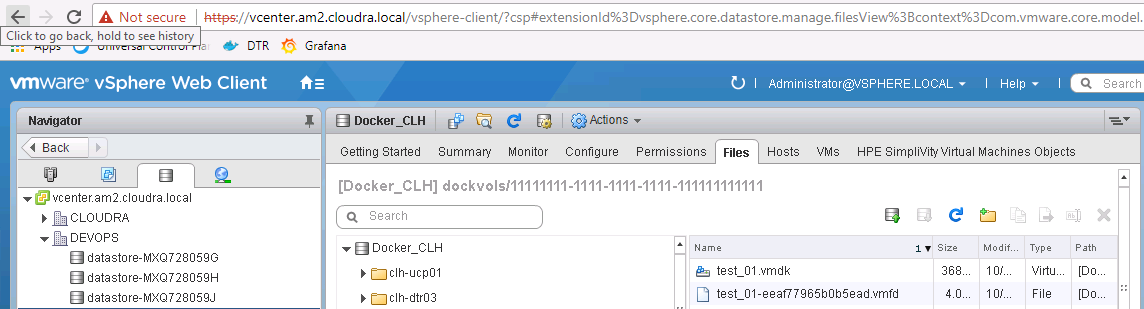 Not secure https://vcenter.am2.cloudra.local/vsphere-client/?csp#extensionId%3Dvsphere.core.datastore.manage.filesView%3Bcontext%3Dcom.vmware.core.model.
Click to go back, hold to see history
Apps Universal Control Plan DTR Grafana
vmware® vSphere Web Client Administrator@VSPHERE.LOCAL Help Search
Navigator Docker_CLH Actions
Back Getting Started Summary Monitor Configure Permissions Files Hosts VMs HPE SimpliVity Virtual Machines Objects
[Docker_CLH] dockvols/11111111-1111-1111-1111-111111111111
vcenter.am2.cloudra.local
CLOUDRA Search
DEVOPS Docker_CLH Name 1 Size Modif... Type Path
datastore-MXQ728059G clh-ucp01 test_01.vmdk 368... 10/... Virtu... [Do...
datastore-MXQ728059H
datastore-MXQ728059J clh-dtr03 test_01-eeaf77965b0b5ead.vmfd 4.0... 10/... File [Do...